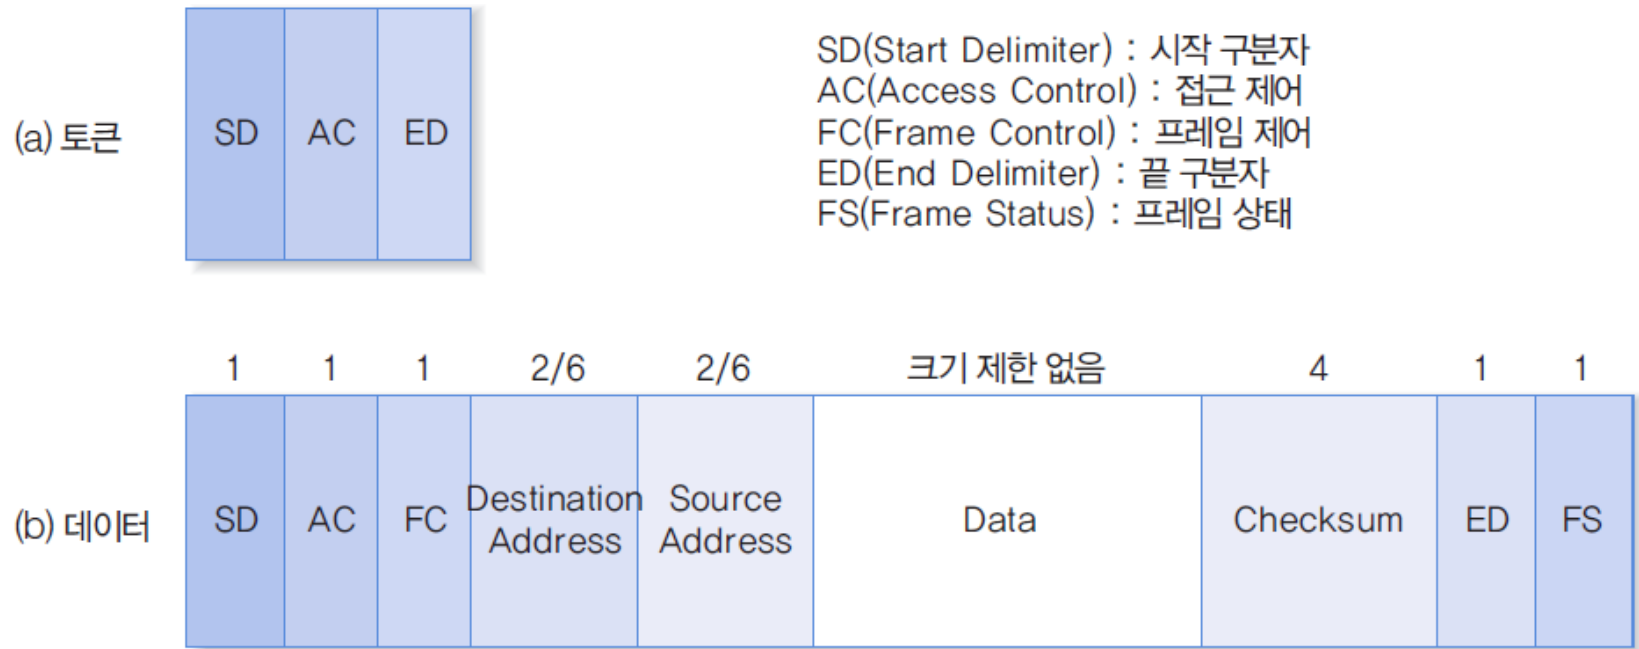 SD(Start Delimiter) : 시작 구분자
AC(Access Control) : 접근 제어
FC(Frame Control) : 프레임 제어
ED(End Delimiter) : 끝 구분자
FS(Frame Status) : 프레임 상태
(a) 토큰 SD AC ED
1 1 1 2/6 2/6 크기 제한 없음 4 1 1
(b) 데이터 SD AC FC Destination Address Source Address Data Checksum ED FS